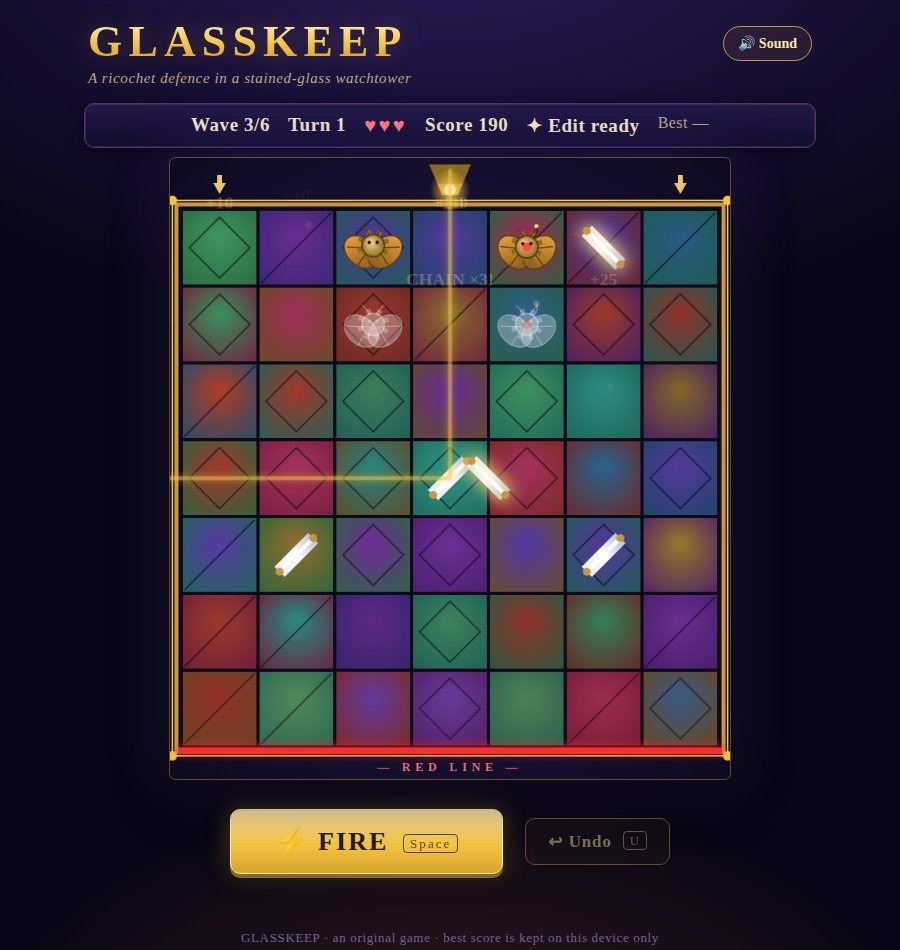 GLASSKEEP
A ricochet defence in a stained-glass watchtower
🔊 Sound
Wave 3/6 Turn 1 ♥♥♥ Score 190 ✦ Edit ready Best —
+10
CHAIN ×3! +25
— RED LINE —
⚡ FIRE Space ↩ Undo U
GLASSKEEP · an original game · best score is kept on this device only